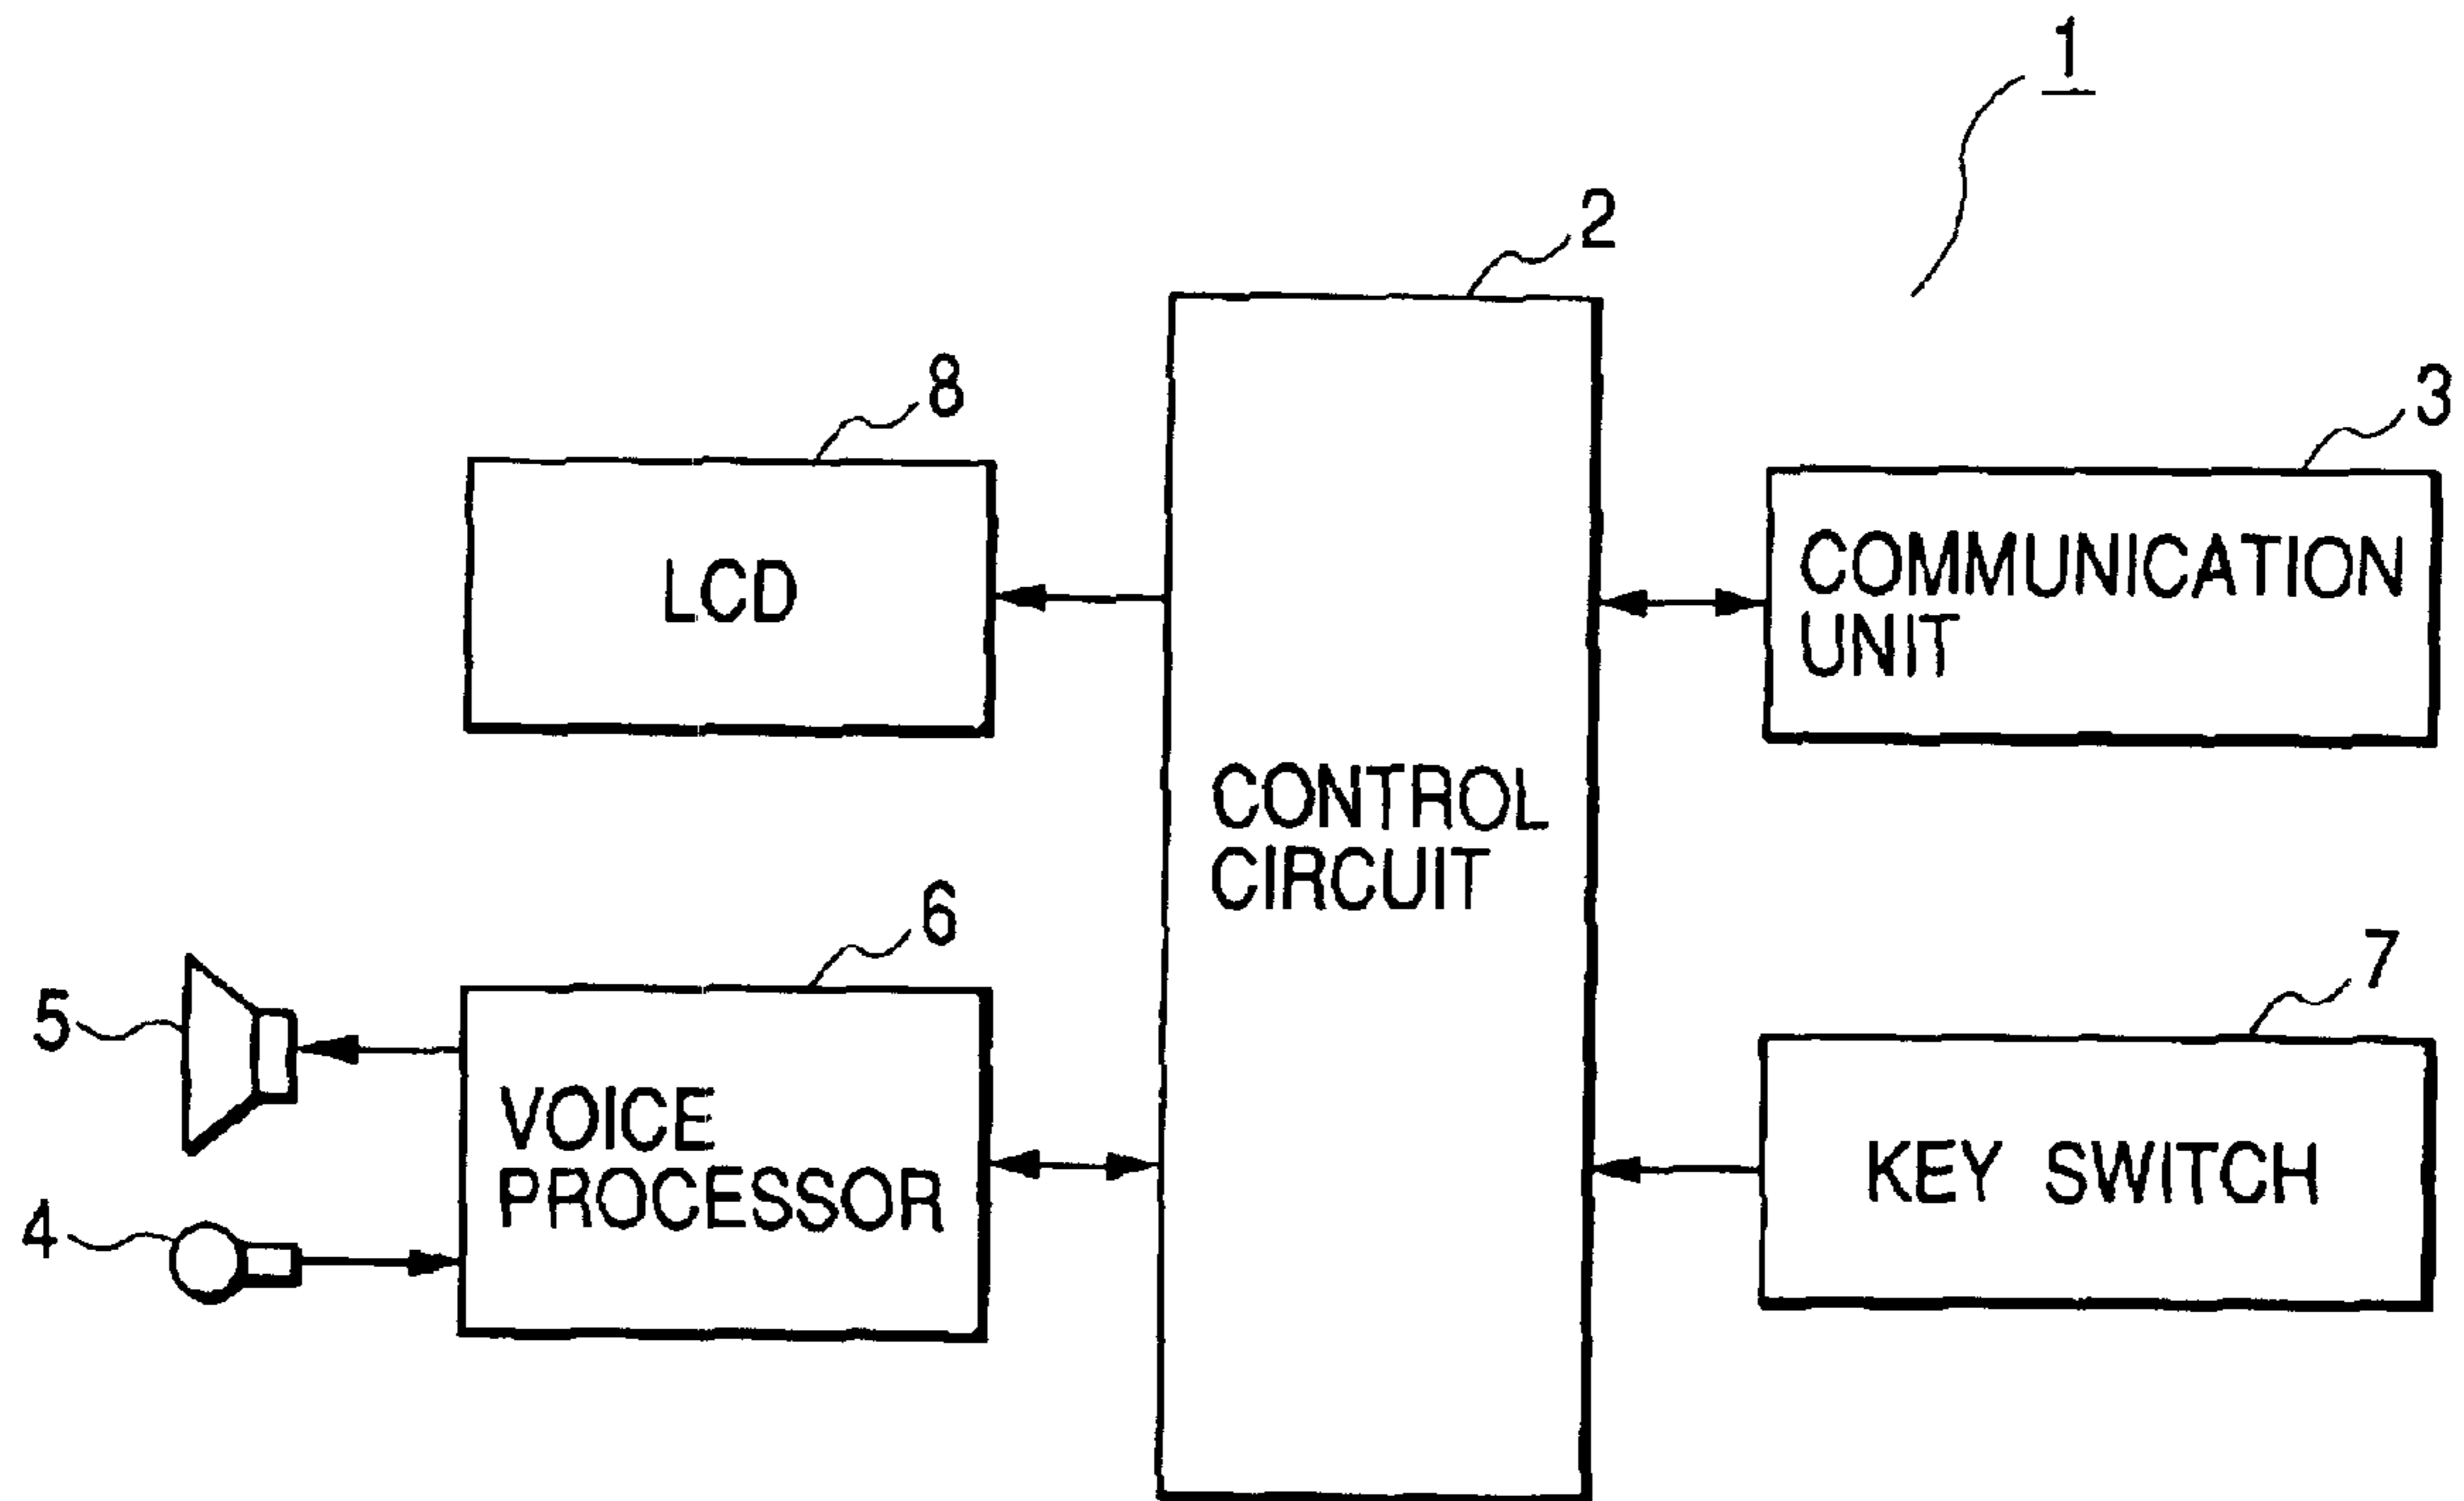 1
2
8
3
LCD
COMMUNICATION
UNIT
CONTROL
CIRCUIT
6
5
7
VOICE
PROCESSOR
KEY SWITCH
4